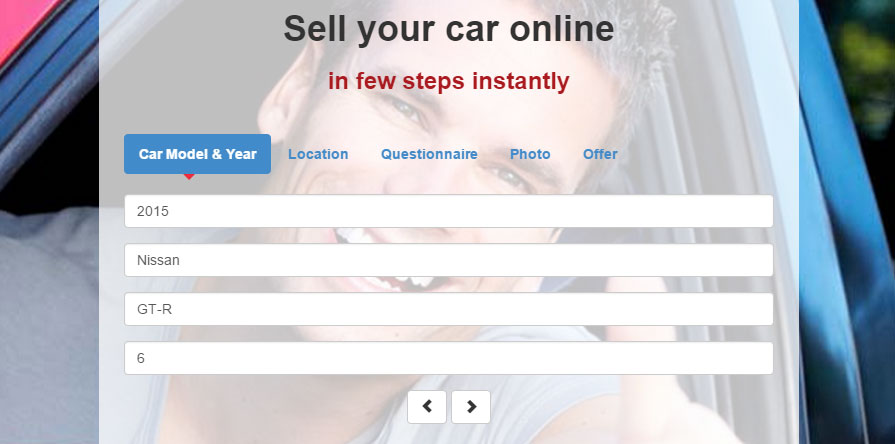 Sell your car online
in few steps instantly
Car Model & Year Location Questionnaire Photo Offer
2015
Nissan
GT-R
6